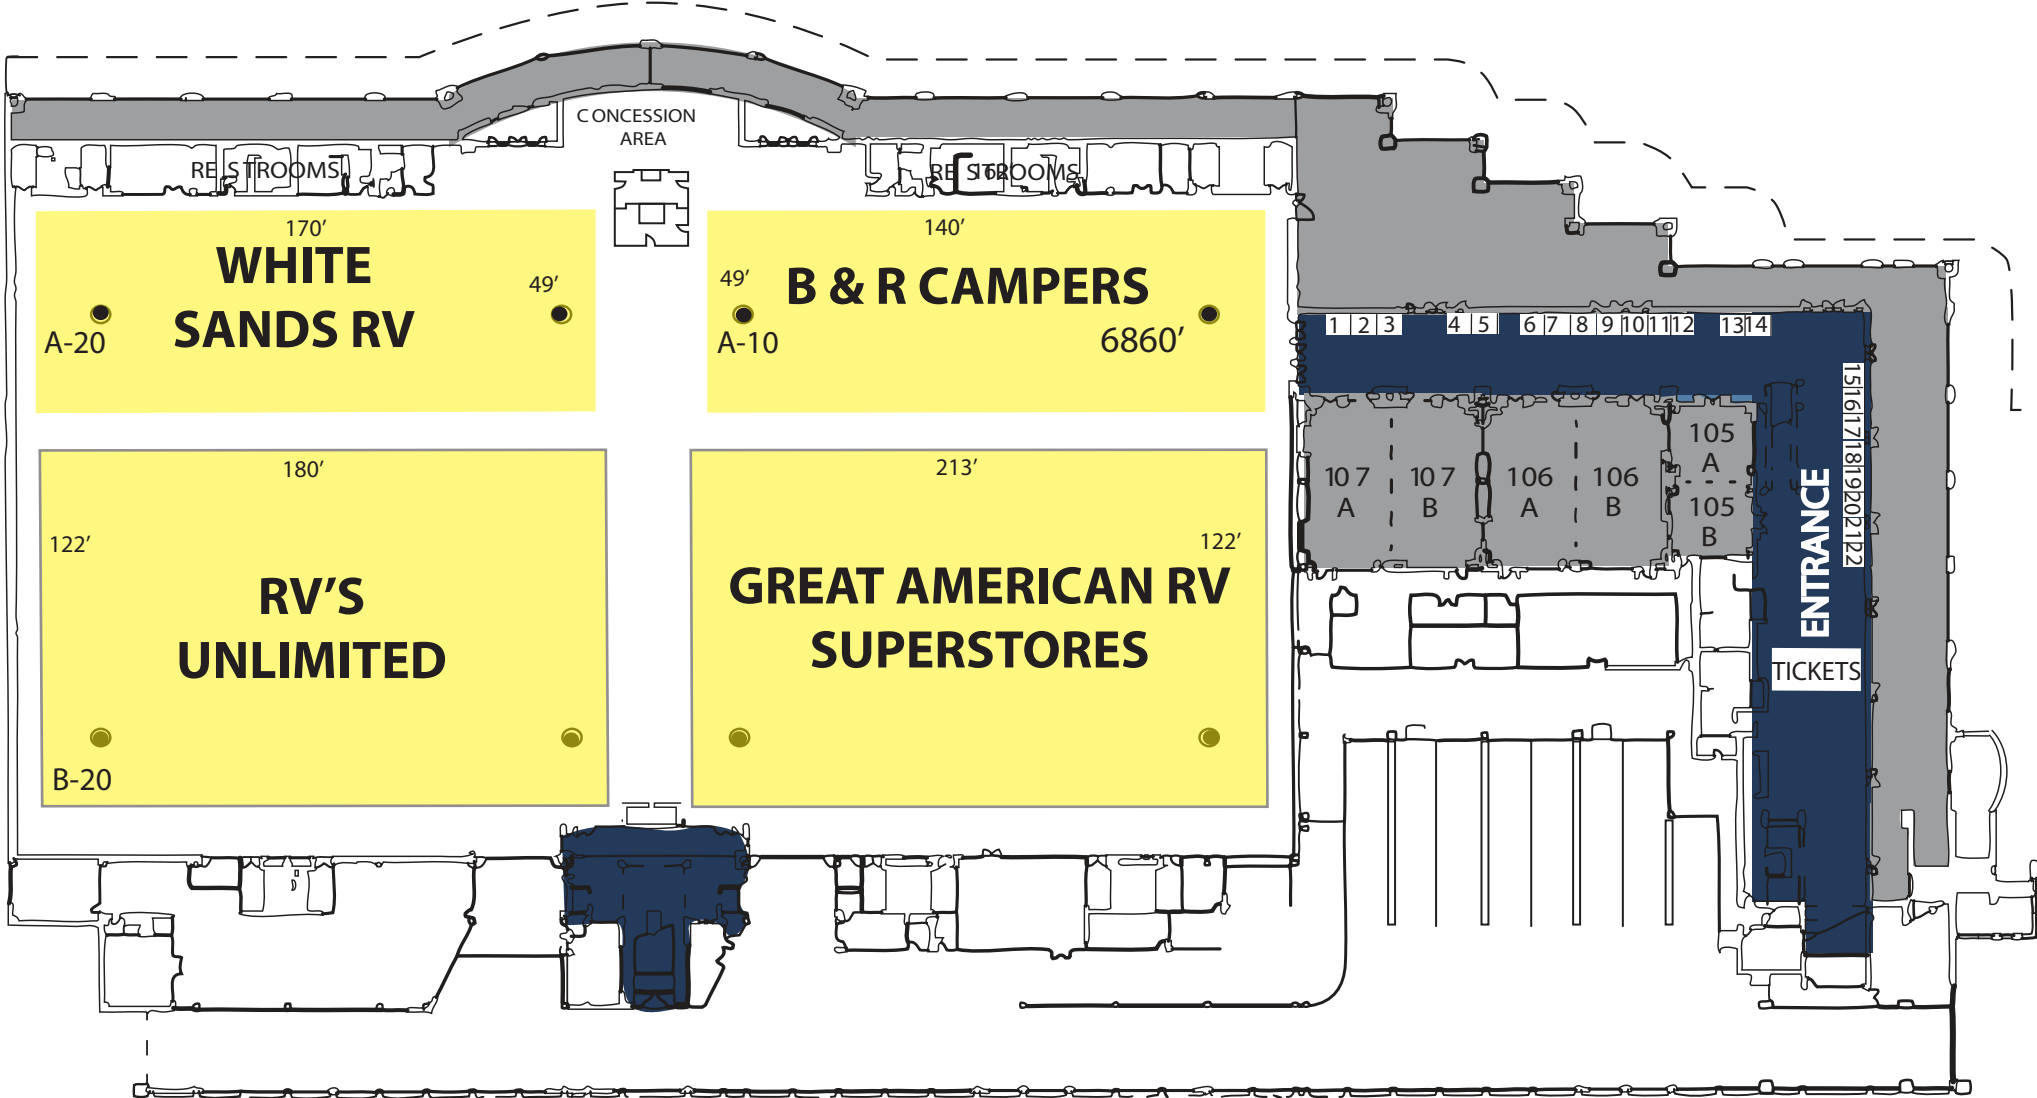 CONCESSION
AREA
RESTROOMS
RESTROOMS
170'
WHITE
SANDS RV
49'
A-20
140'
49'
B & R CAMPERS
A-10
6860'
1 2 3 4 5 6 7 8 9 10 11 12 13 14
15 16 17 18 19 20 21 22
180'
122'
RV'S
UNLIMITED
B-20
213'
122'
GREAT AMERICAN RV
SUPERSTORES
107
A
107
B
106
A
106
B
105
A
105
B
ENTRANCE
TICKETS